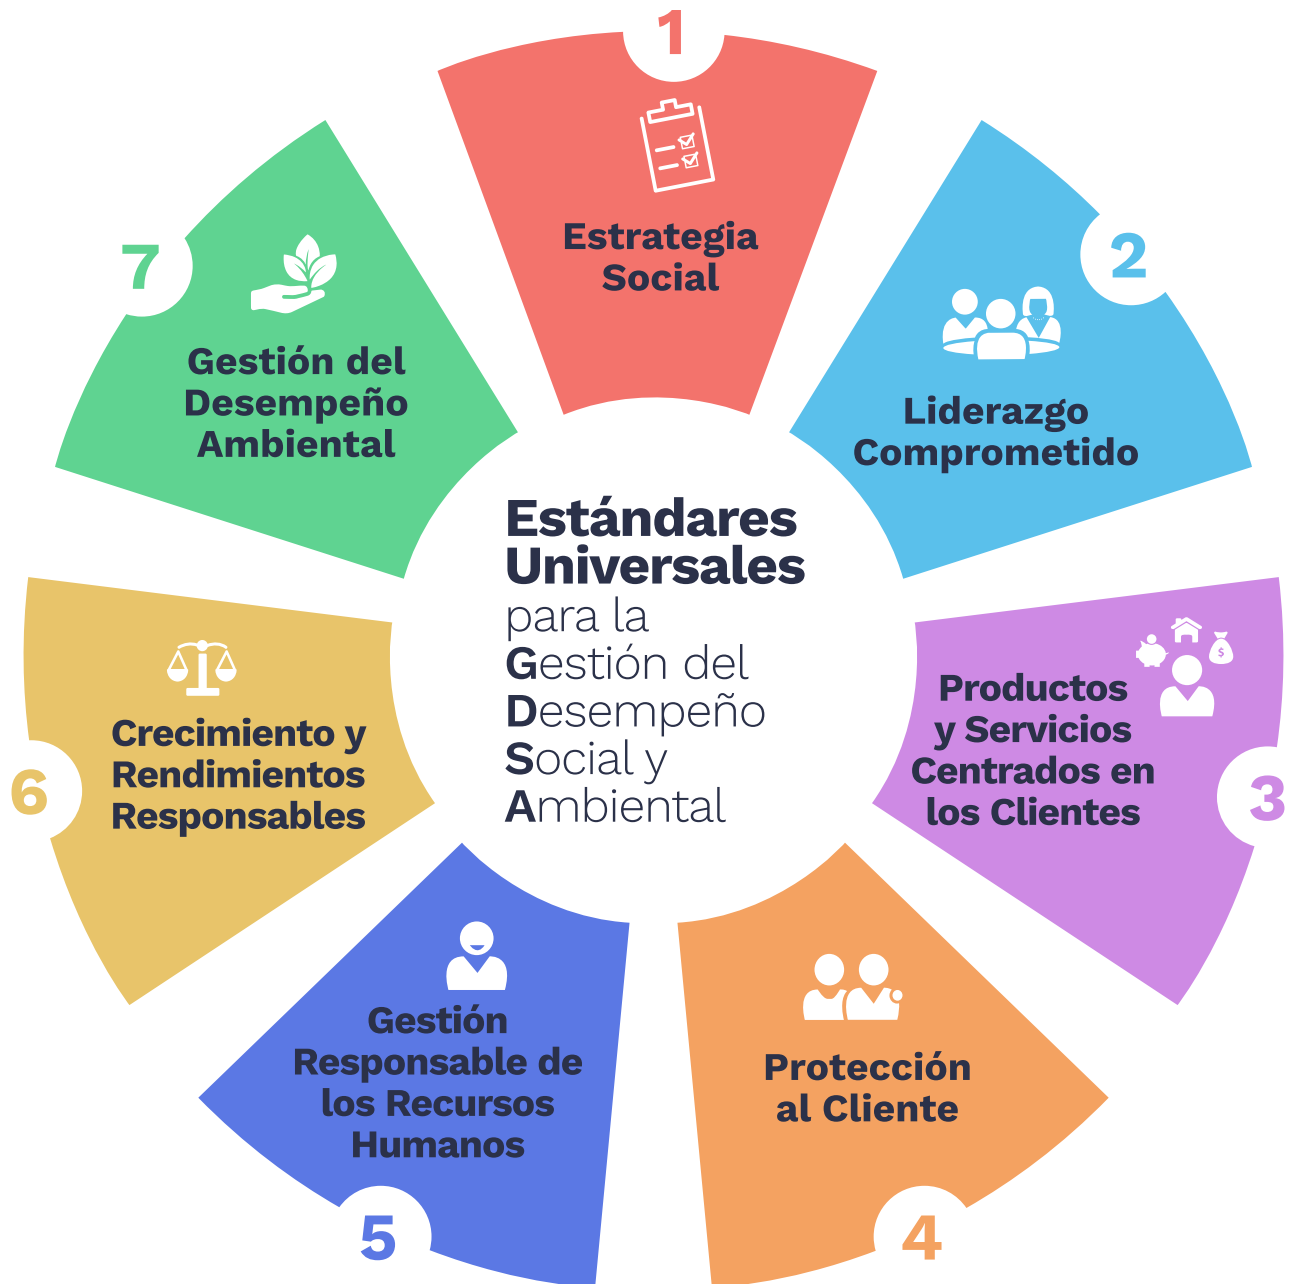 1
Estrategia
Social
2
Liderazgo
Comprometido
3
Productos
y Servicios
Centrados en
los Clientes
4
Protección
al Cliente
5
Gestión
Responsable de
los Recursos
Humanos
6
Crecimiento y
Rendimientos
Responsables
7
Gestión del
Desempeño
Ambiental
Estándares
Universales
para la
Gestión del
Desempeño
Social y
Ambiental
$